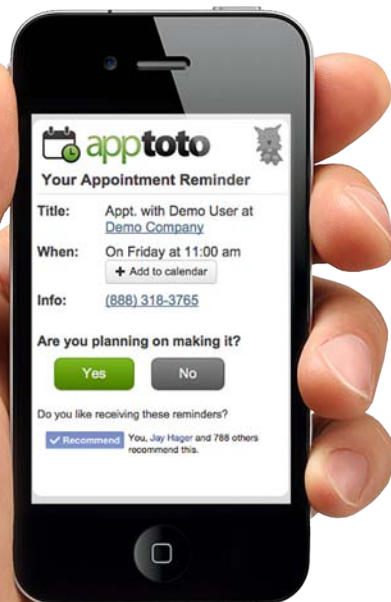 apptoto
Your Appointment Reminder
Title: Appt. with Demo User at
Demo Company
When: On Friday at 11:00 am
+ Add to calendar
Info: (888) 318-3765
Are you planning on making it?
Yes No
Do you like receiving these reminders?
Recommend You, Jay Hager and 788 others
recommend this.